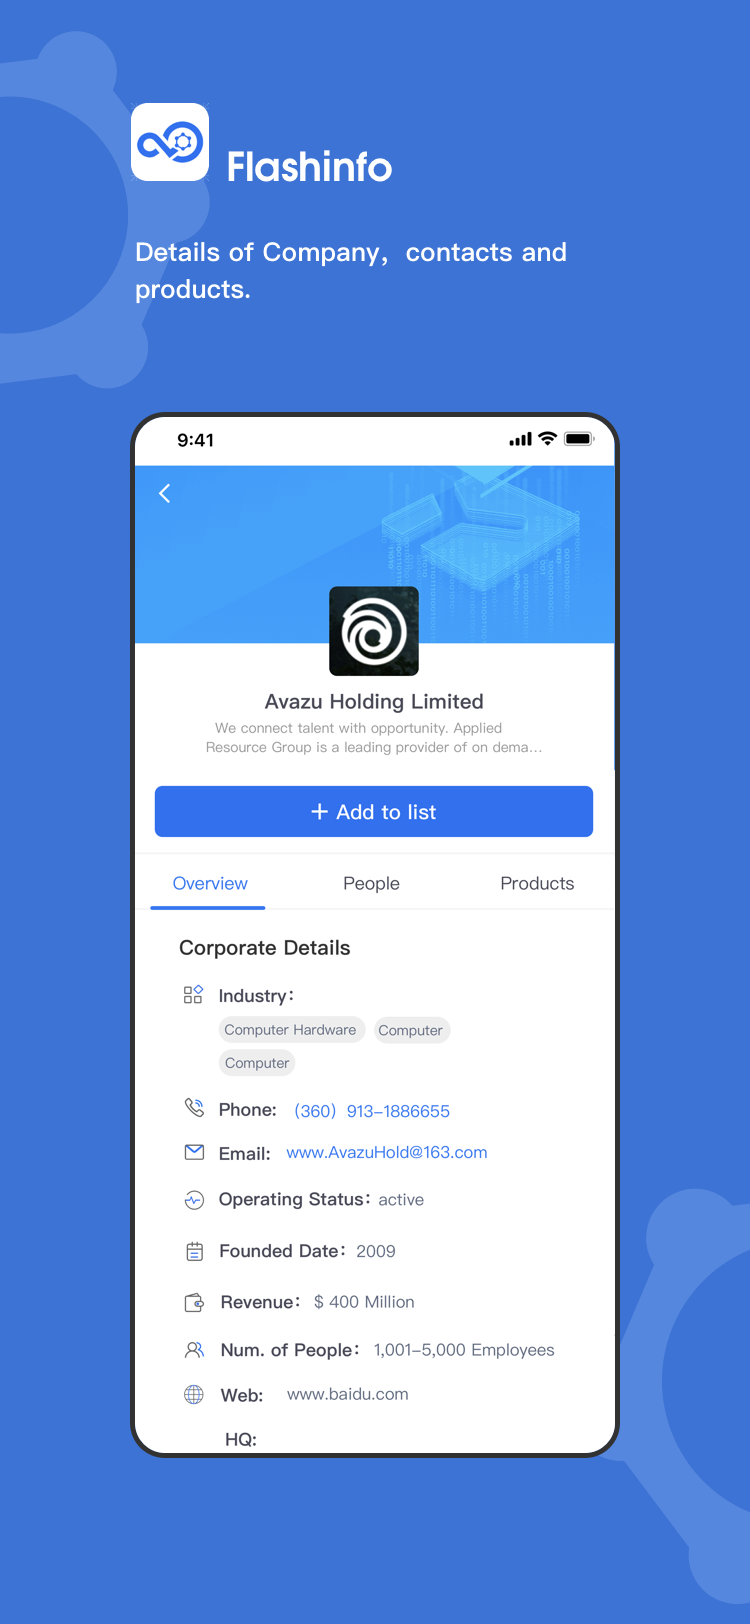 Flashinfo
Details of Company,  contacts and
products.
9:41
Avazu Holding Limited
We connect talent with opportunity. Applied
Resource Group is a leading provider of on dema...
+ Add to list
Overview People Products
Corporate Details
Industry:
Computer Hardware Computer
Computer
Phone: (360) 913-1886655
Email: www.AvazuHold@163.com
Operating Status: active
Founded Date: 2009
Revenue: $ 400 Million
Num. of People: 1,001-5,000 Employees
Web: www.baidu.com
HQ: